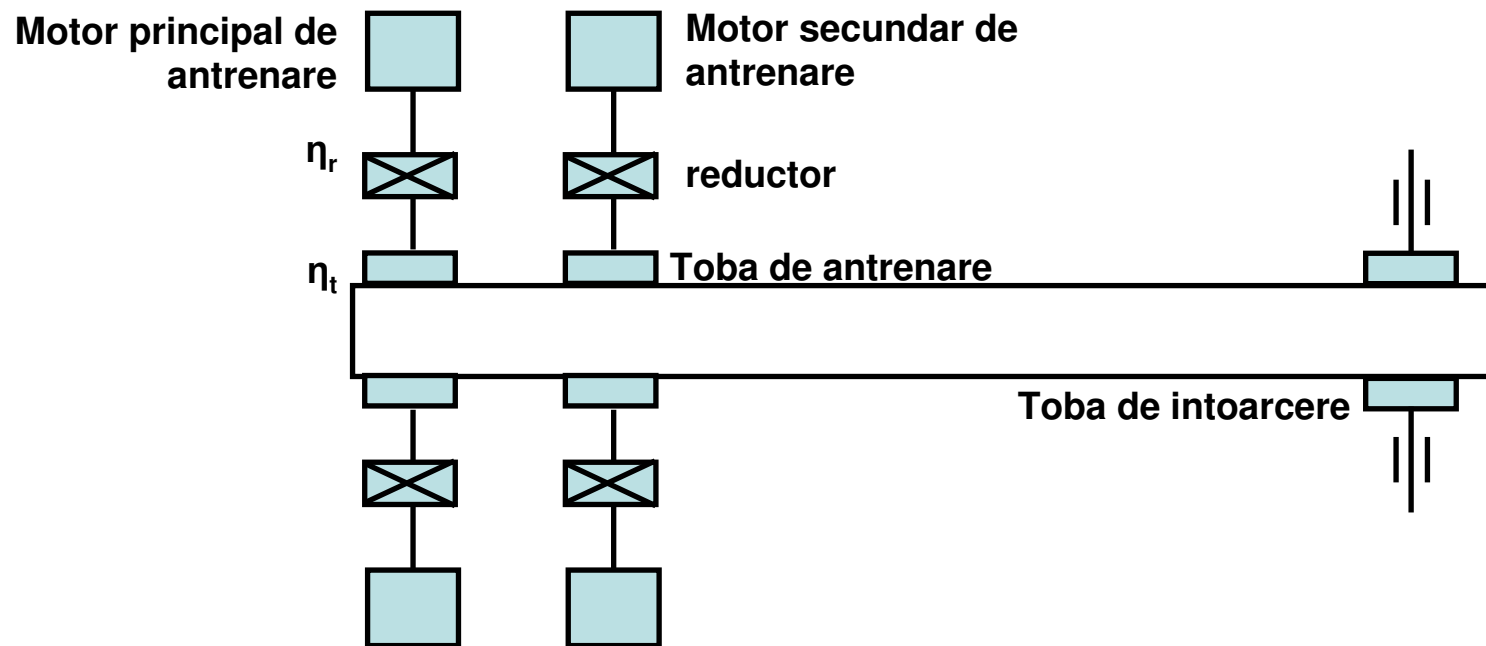 Motor principal de
antrenare
Motor secundar de
antrenare
ηr
reductor
ηt
Toba de antrenare
Toba de intoarcere